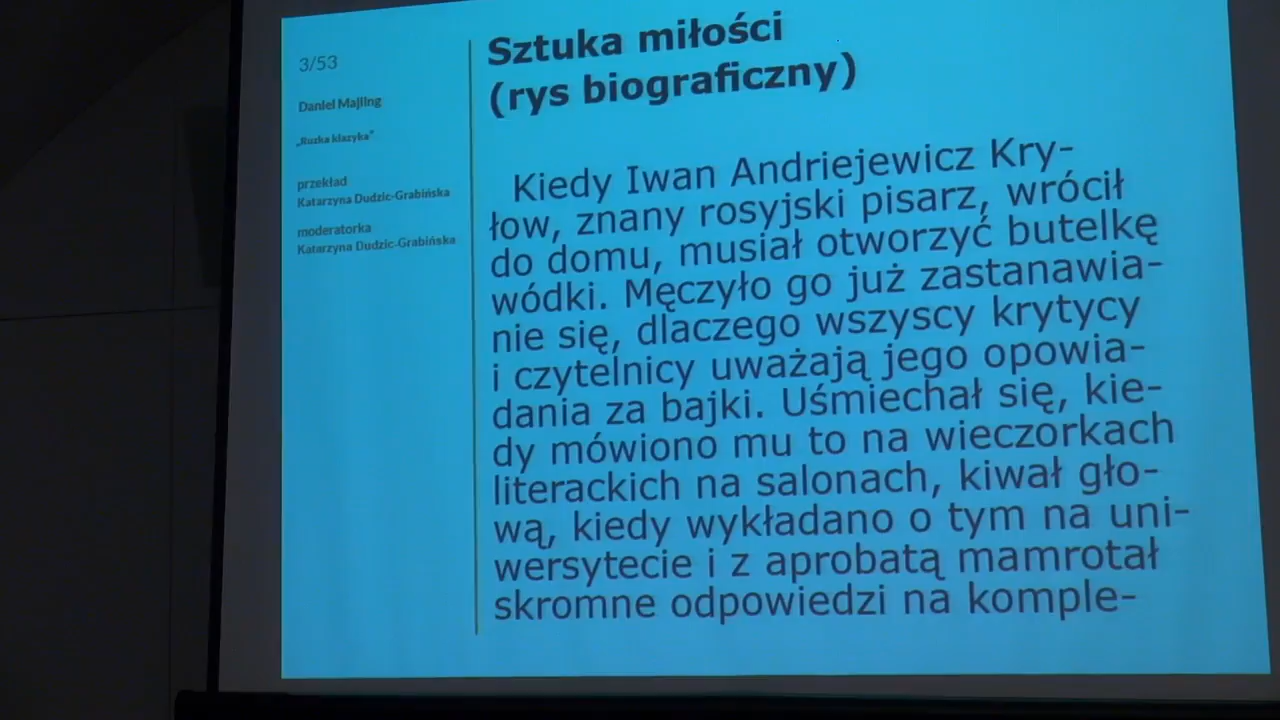 3/53
Daniel Majling
„Ruzka klazyka”
przekład
Katarzyna Dudzic-Grabińska
moderatorka
Katarzyna Dudzic-Grabińska
Sztuka miłości
(rys biograficzny)
Kiedy Iwan Andriejewicz Kry-
łow, znany rosyjski pisarz, wrócił
do domu, musiał otworzyć butelkę
wódki. Męczyło go już zastanawia-
nie się, dlaczego wszyscy krytycy
i czytelnicy uważają jego opowia-
dania za bajki. Uśmiechał się, kie-
dy mówiono mu to na wieczorkach
literackich na salonach, kiwał gło-
wą, kiedy wykładano o tym na uni-
wersytecie i z aprobatą mamrotał
skromne odpowiedzi na komple-